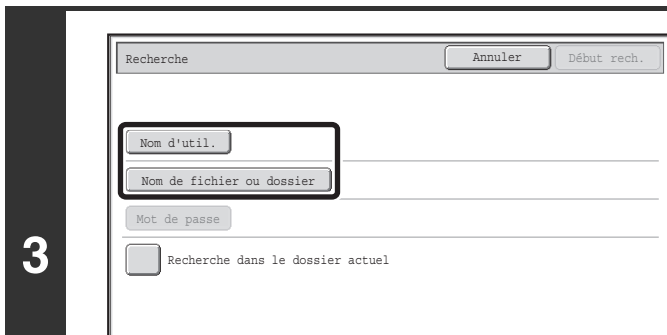 Recherche Annuler Début rech.
Nom d'util.
Nom de fichier ou dossier
Mot de passe
3
Recherche dans le dossier actuel